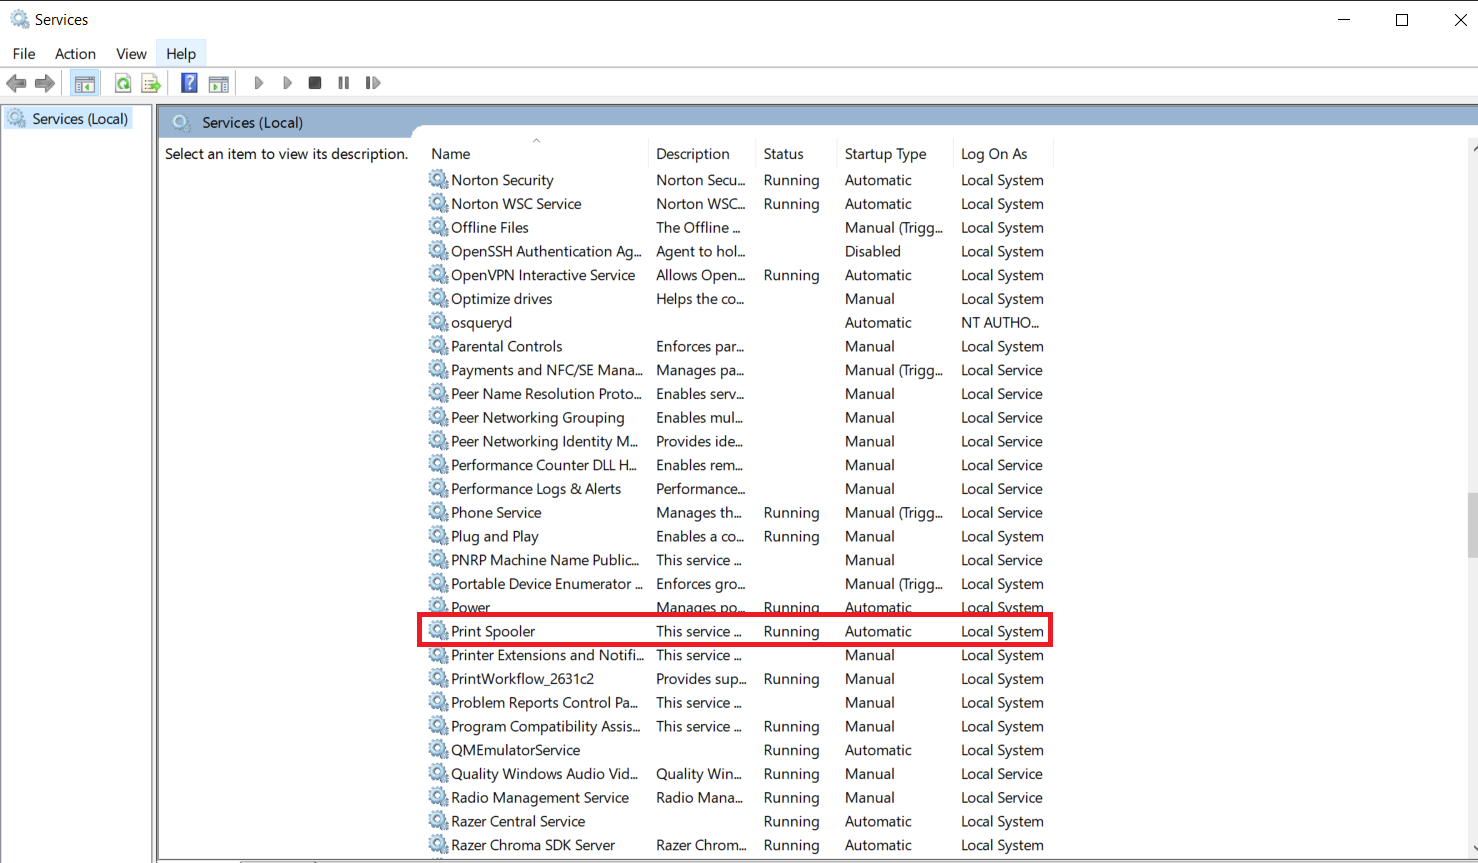 Services
File Action View Help
Services (Local)
Services (Local)
Select an item to view its description.
Name Description Status Startup Type Log On As
Norton Security Norton Secu... Running Automatic Local System
Norton WSC Service Norton WSC... Running Automatic Local System
Offline Files The Offline ... Manual (Trigg... Local System
OpenSSH Authentication Ag... Agent to hol... Disabled Local System
OpenVPN Interactive Service Allows Open... Running Automatic Local System
Optimize drives Helps the co... Manual Local System
osqueryd Automatic NT AUTHO...
Parental Controls Enforces par... Manual Local System
Payments and NFC/SE Mana... Manages pa... Manual (Trigg... Local Service
Peer Name Resolution Proto... Enables serv... Manual Local Service
Peer Networking Grouping Enables mul... Manual Local Service
Peer Networking Identity M... Provides ide... Manual Local Service
Performance Counter DLL H... Enables rem... Manual Local Service
Performance Logs & Alerts Performance... Manual Local Service
Phone Service Manages th... Running Manual (Trigg... Local Service
Plug and Play Enables a co... Running Manual Local System
PNRP Machine Name Public... This service ... Manual Local Service
Portable Device Enumerator ... Enforces gro... Manual (Trigg... Local System
Power Manages po... Running Automatic Local System
Print Spooler This service ... Running Automatic Local System
Printer Extensions and Notifi... This service ... Manual Local System
PrintWorkflow_2631c2 Provides sup... Running Manual Local System
Problem Reports Control Pa... This service ... Manual Local System
Program Compatibility Assis... This service ... Running Manual Local System
QMEmulatorService Running Automatic Local System
Quality Windows Audio Vid... Quality Win... Running Manual Local Service
Radio Management Service Radio Mana... Running Manual Local Service
Razer Central Service Running Automatic Local System
Razer Chroma SDK Server Razer Chrom... Running Automatic Local System